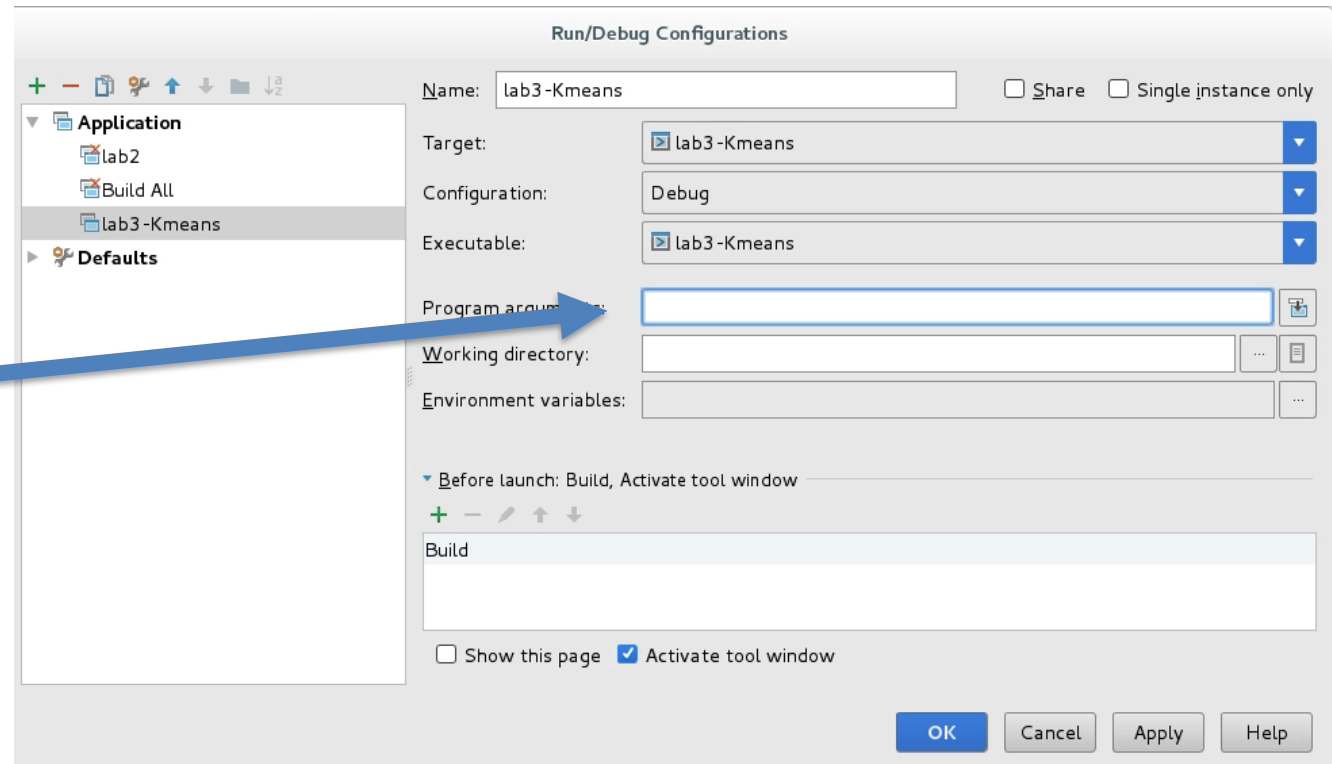 Run/Debug Configurations
Name: lab3-Kmeans Share Single instance only
Application
lab2
Build All
lab3-Kmeans
Defaults
Target: lab3-Kmeans
Configuration: Debug
Executable: lab3-Kmeans
Program
Working directory:
Environment variables:
Before launch: Build, Activate tool window
Build
Show this page Activate tool window
OK Cancel Apply Help